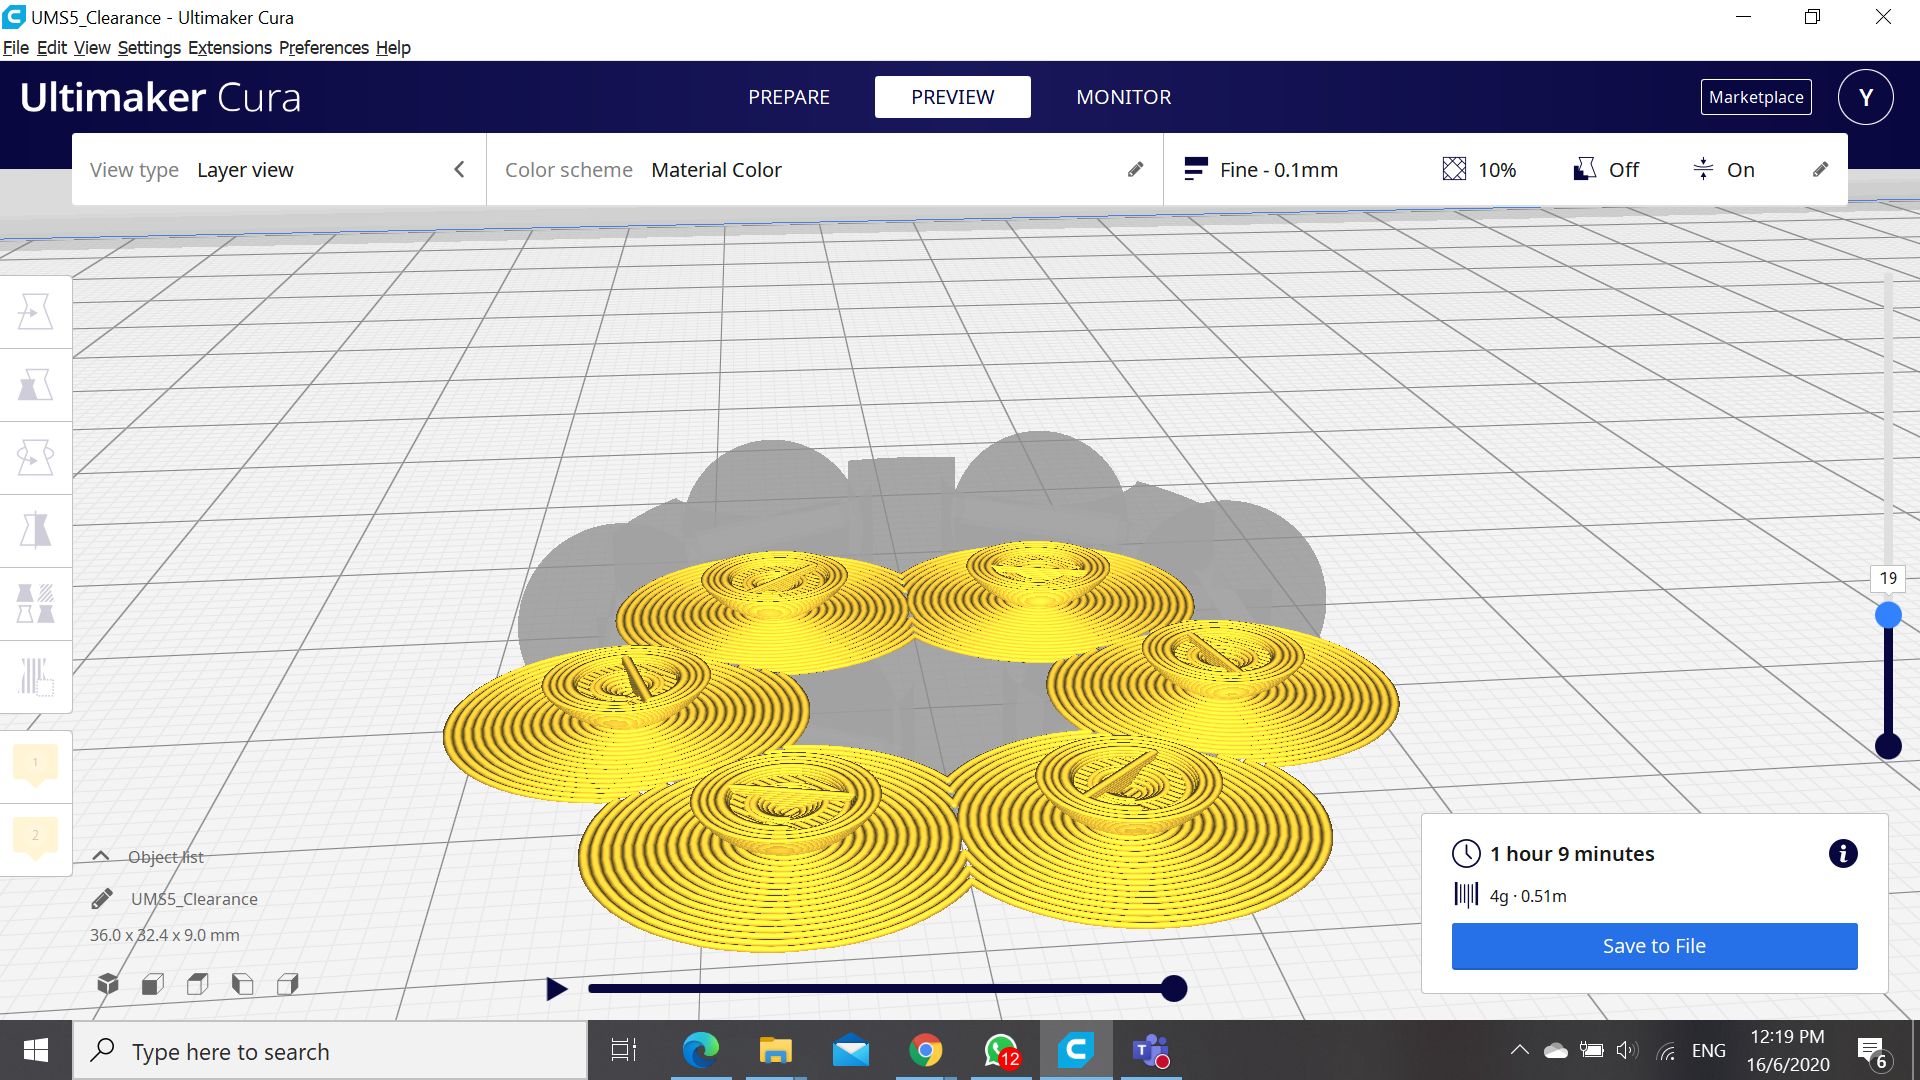 UMS5_Clearance - Ultimaker Cura
File Edit View Settings Extensions Preferences Help
Ultimaker Cura
PREPARE
PREVIEW
MONITOR
Marketplace
Y
View type Layer view
Color scheme Material Color
Fine - 0.1mm
10%
Off
On
19
1
2
Object list
UMS5_Clearance
36.0 x 32.4 x 9.0 mm
1 hour 9 minutes
4g · 0.51m
Save to File
Type here to search
12
T
ENG
12:19 PM
16/6/2020
6